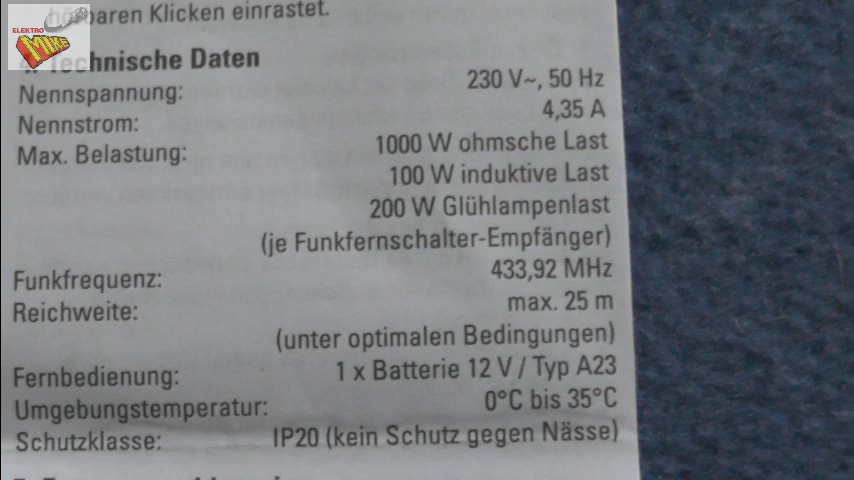 hörbaren Klicken einrastet.
ELEKTRO
MIKE
4. Technische Daten
Nennspannung: 230 V~, 50 Hz
Nennstrom: 4,35 A
Max. Belastung: 1000 W ohmsche Last
100 W induktive Last
200 W Glühlampenlast
(je Funkfernschalter-Empfänger)
Funkfrequenz: 433,92 MHz
Reichweite: max. 25 m
(unter optimalen Bedingungen)
Fernbedienung: 1 x Batterie 12 V / Typ A23
Umgebungstemperatur: 0°C bis 35°C
Schutzklasse: IP20 (kein Schutz gegen Nässe)